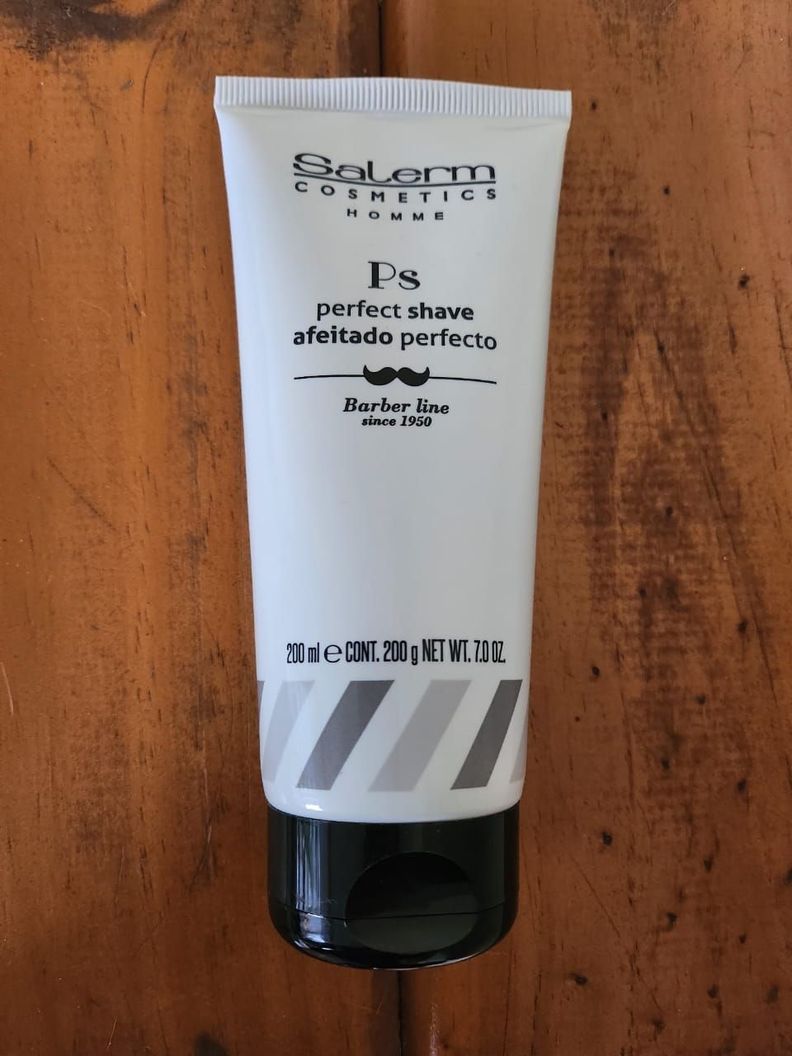 Salerm
COSMETICS
HOMME
Ps
perfect shave
afeitado perfecto
Barber line
since 1950
200 ml ℮ CONT. 200 g NET WT. 7.0 OZ.